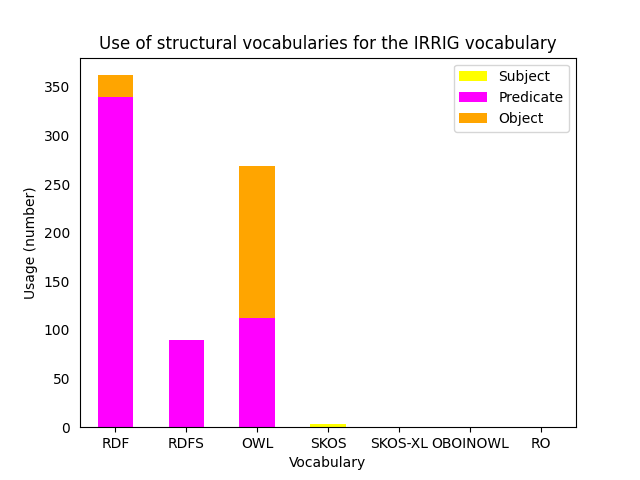 Use of structural vocabularies for the IRRIG vocabulary
Subject
Predicate
Object
350
300
250
200
150
100
50
0
Usage (number)
RDF RDFS OWL SKOS SKOS-XL OBOINOWL RO
Vocabulary